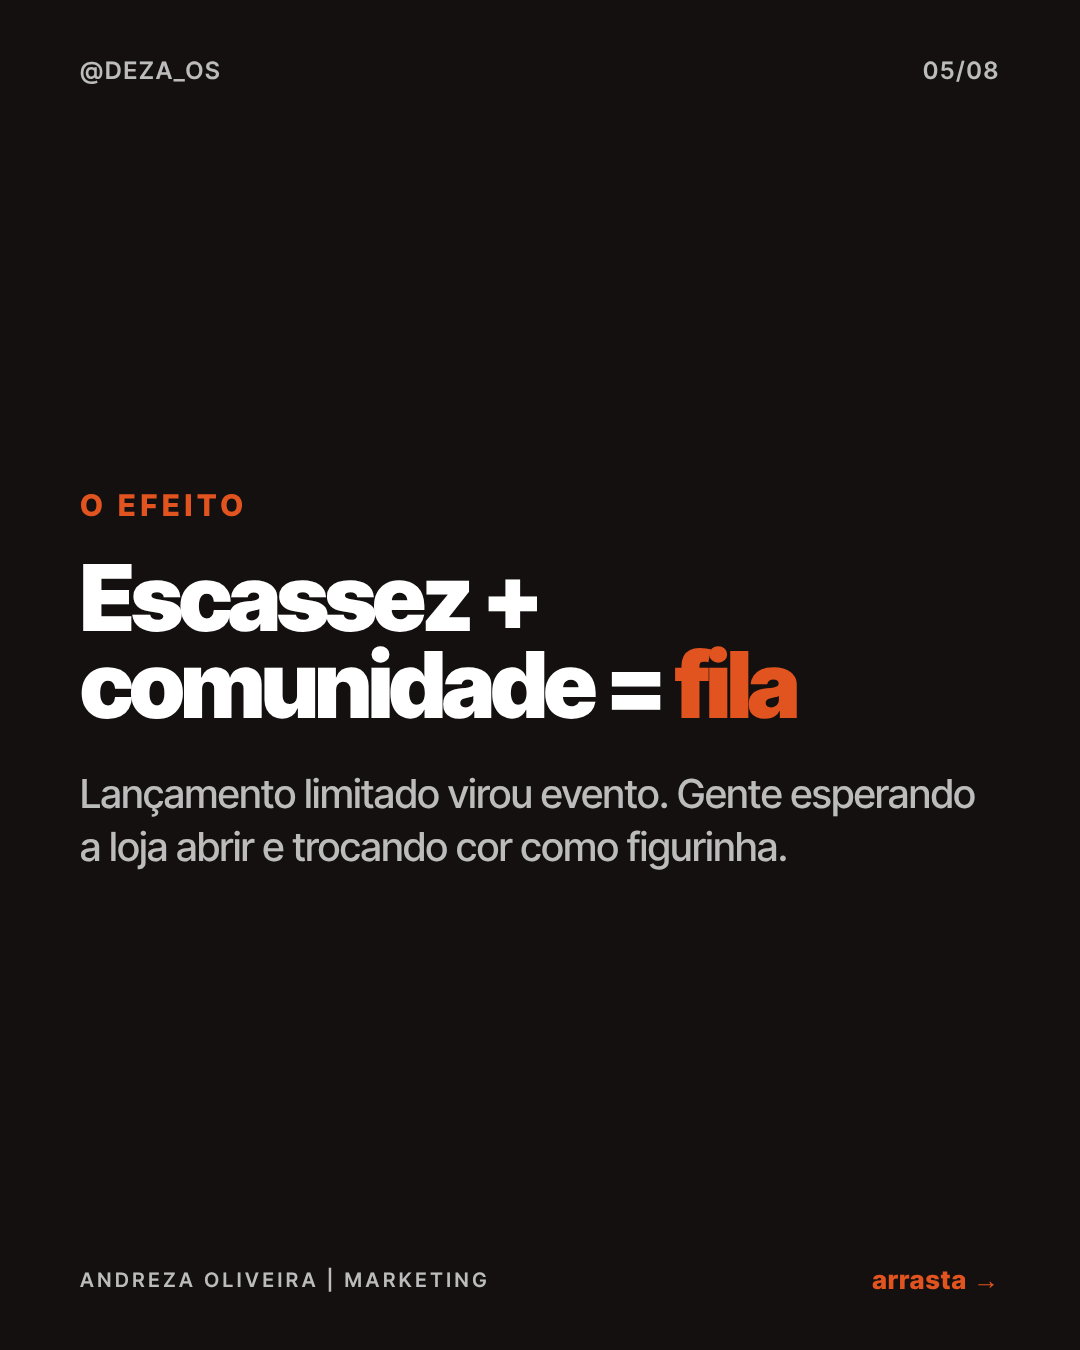 @DEZA_OS
05/08
O EFEITO
Escassez +
comunidade = fila
Lançamento limitado virou evento. Gente esperando
a loja abrir e trocando cor como figurinha.
ANDREZA OLIVEIRA | MARKETING
arrasta →